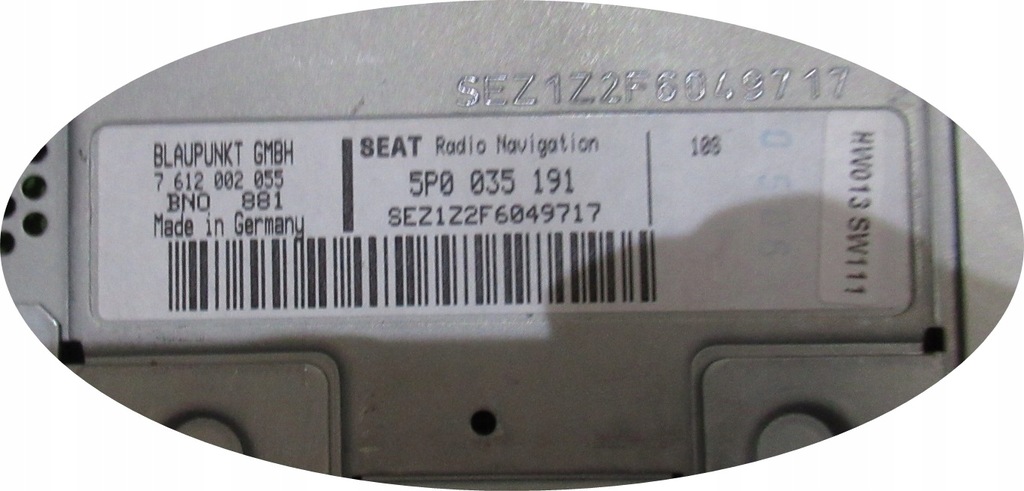 SEZ1Z2F6049717
BLAUPUNKT GMBH
7 612 002 055
BNO 881
Made in Germany
SEAT Radio Navigation
5P0 035 191
SEZ1Z2F6049717
HW013 SW111